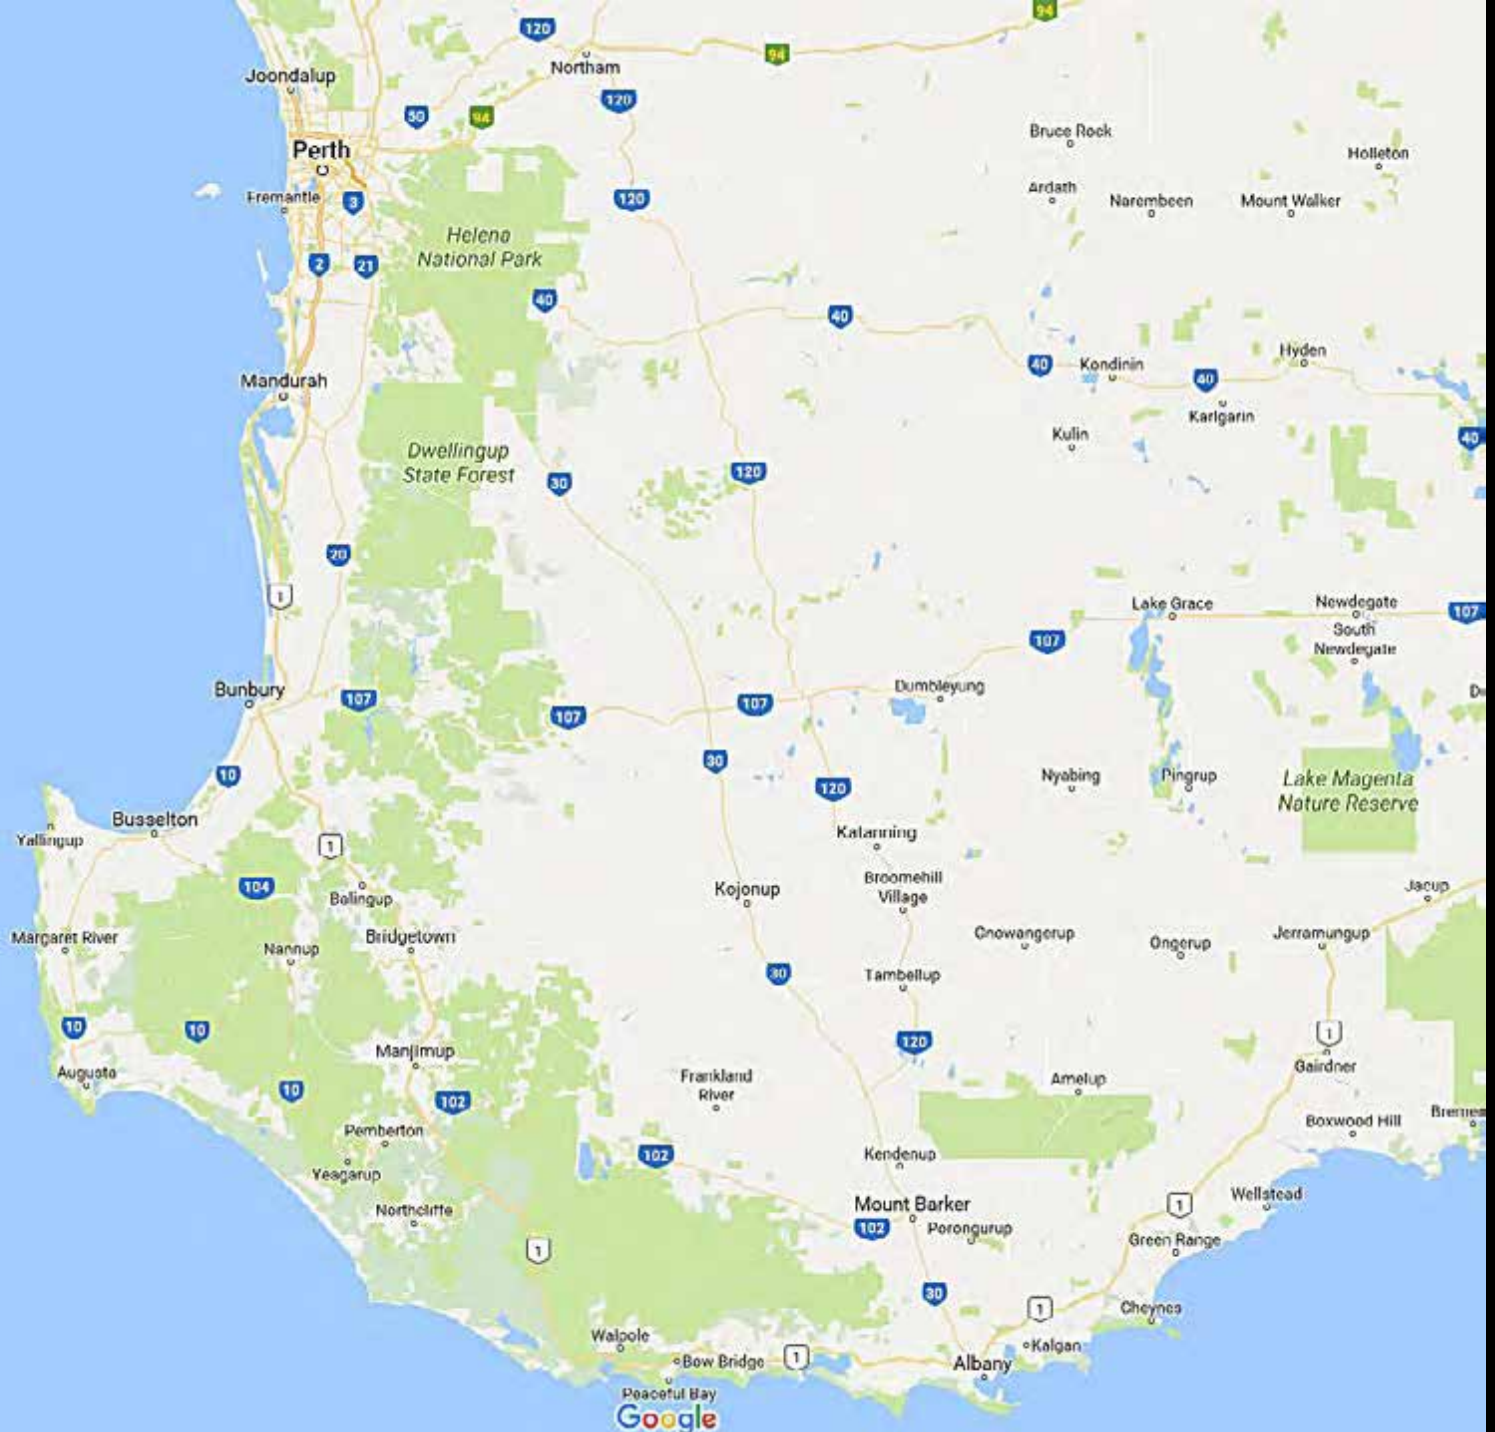 120
94
94
Northam
Joondalup
120
50
94
Bruce Rock
Perth
Holleton
Ardath
Fremantle
3
120
Narembeen
Mount Walker
Helena
National Park
2
21
40
40
Hyden
40
Kondinin
40
Mandurah
Karlgarin
Kulin
40
Dwellingup
State Forest
120
30
20
1
Lake Grace
Newdegate
107
South
Newdegate
107
Bunbury
Dumbleyung
107
107
107
30
10
Nyabing
Pingrup
Lake Magenta
Nature Reserve
120
Busselton
Yallingup
Katanning
1
104
Kojonup
Broomehill
Village
Jacup
Balingup
Margaret River
Nannup
Bridgetown
Gnowangerup
Ongerup
Jerramungup
30
Tambellup
10
10
120
1
Manjimup
Augusta
Gairdner
Frankland
River
Amelup
10
102
Boxwood Hill
Pemberton
Kendenup
102
Yeagarup
Wellstead
Mount Barker
1
Northcliffe
102
Porongurup
Green Range
1
30
1
Cheynes
Walpole
Kalgan
Bow Bridge
1
Albany
Peaceful Bay
Google